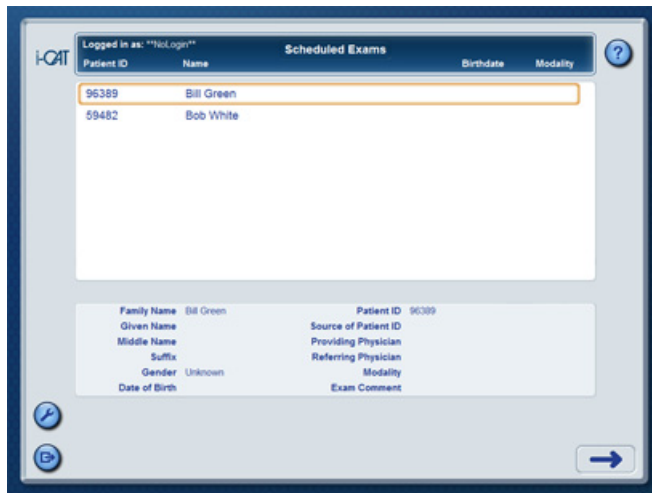 i-CAT
Logged in as: **NoLogin**
Scheduled Exams
?
Patient ID Name Birthdate Modality
96389 Bill Green
59482 Bob White
Family Name Bill Green Patient ID 96389
Given Name Source of Patient ID
Middle Name Providing Physician
Suffix Referring Physician
Gender Unknown Modality
Date of Birth Exam Comment